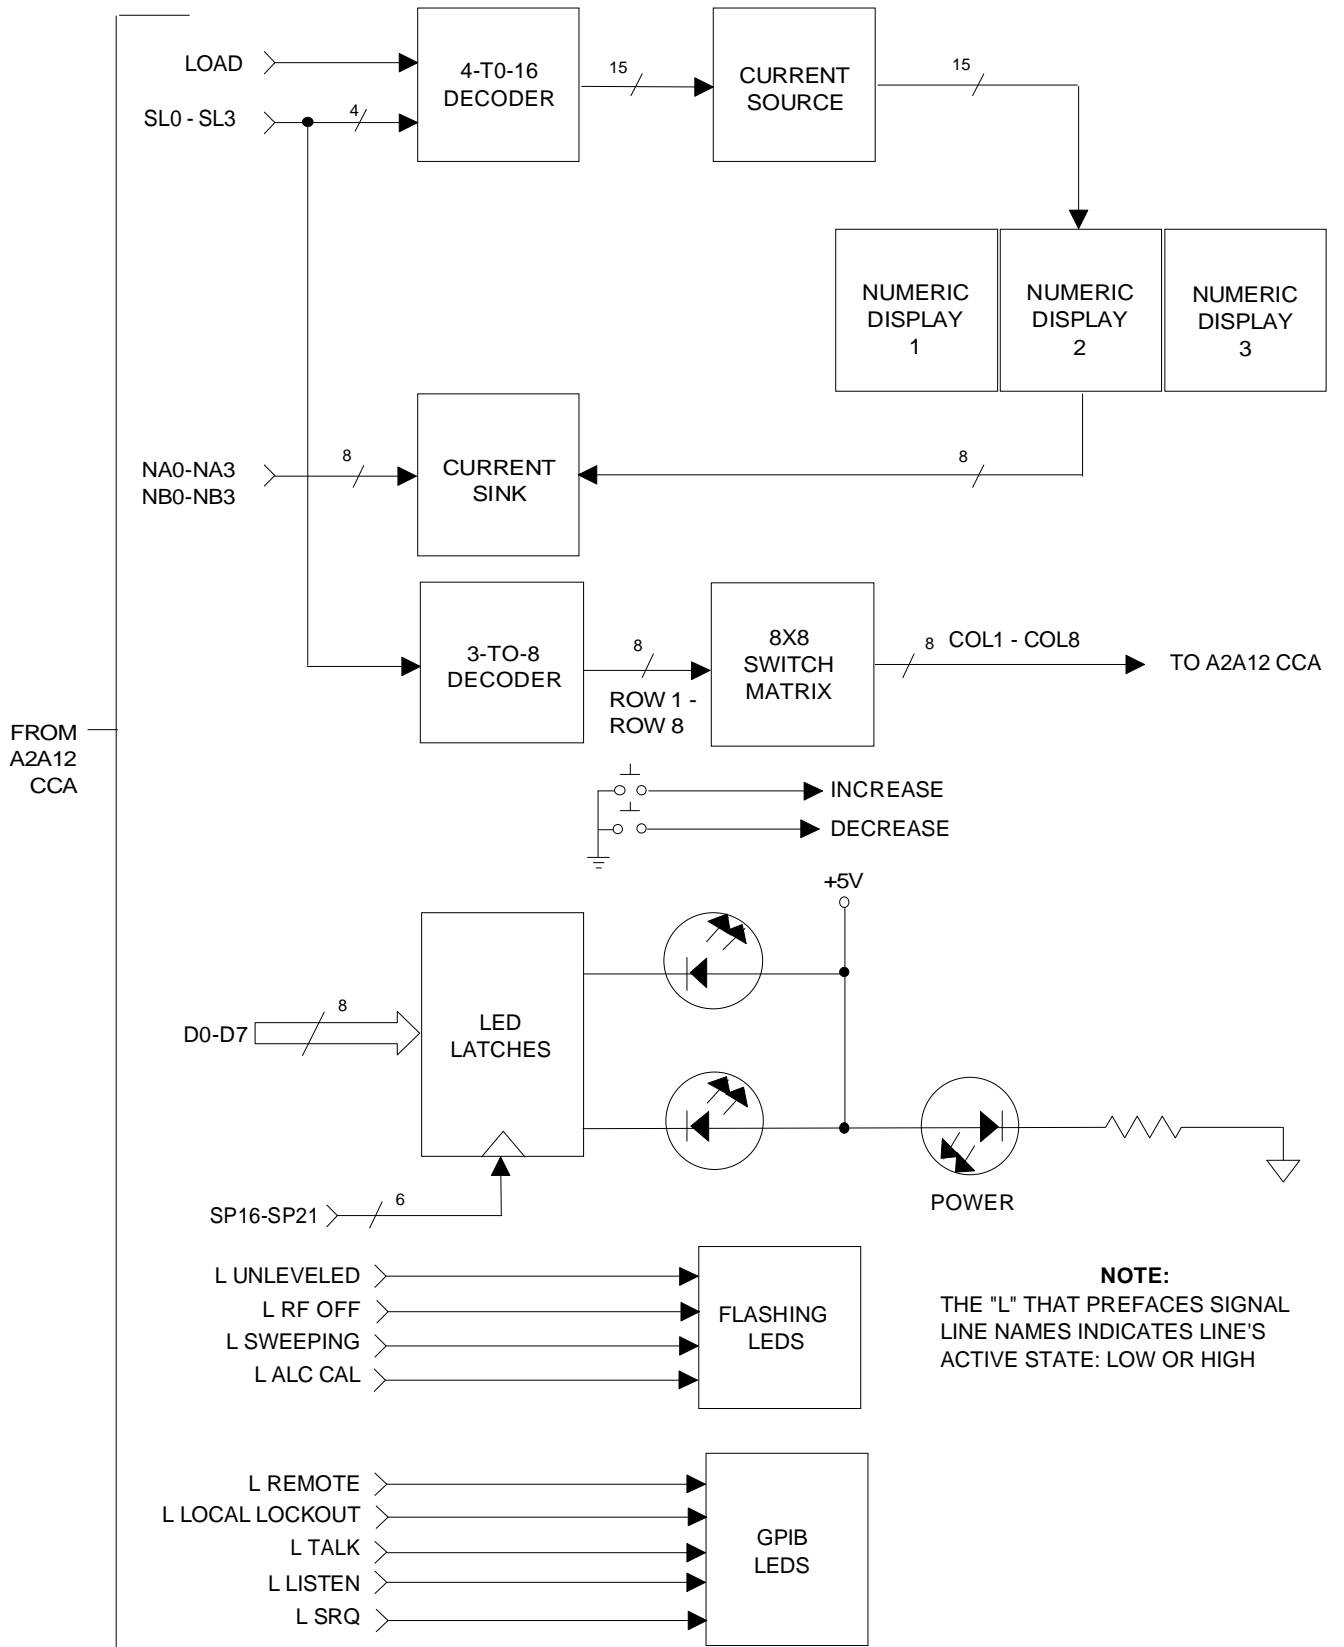 LOAD
SL0 - SL3
4
4-T0-16
DECODER
15
CURRENT
SOURCE
15
NUMERIC
DISPLAY
1
NUMERIC
DISPLAY
2
NUMERIC
DISPLAY
3
NA0-NA3
NB0-NB3
8
CURRENT
SINK
8
3-TO-8
DECODER
8
ROW 1 -
ROW 8
8X8
SWITCH
MATRIX
8
COL1 - COL8
TO A2A12 CCA
FROM
A2A12
CCA
INCREASE
DECREASE
+5V
D0-D7
8
LED
LATCHES
SP16-SP21
6
POWER
L UNLEVELED
L RF OFF
L SWEEPING
L ALC CAL
FLASHING
LEDS
NOTE:
THE "L" THAT PREFACES SIGNAL
LINE NAMES INDICATES LINE'S
ACTIVE STATE: LOW OR HIGH
L REMOTE
L LOCAL LOCKOUT
L TALK
L LISTEN
L SRQ
GPIB
LEDS